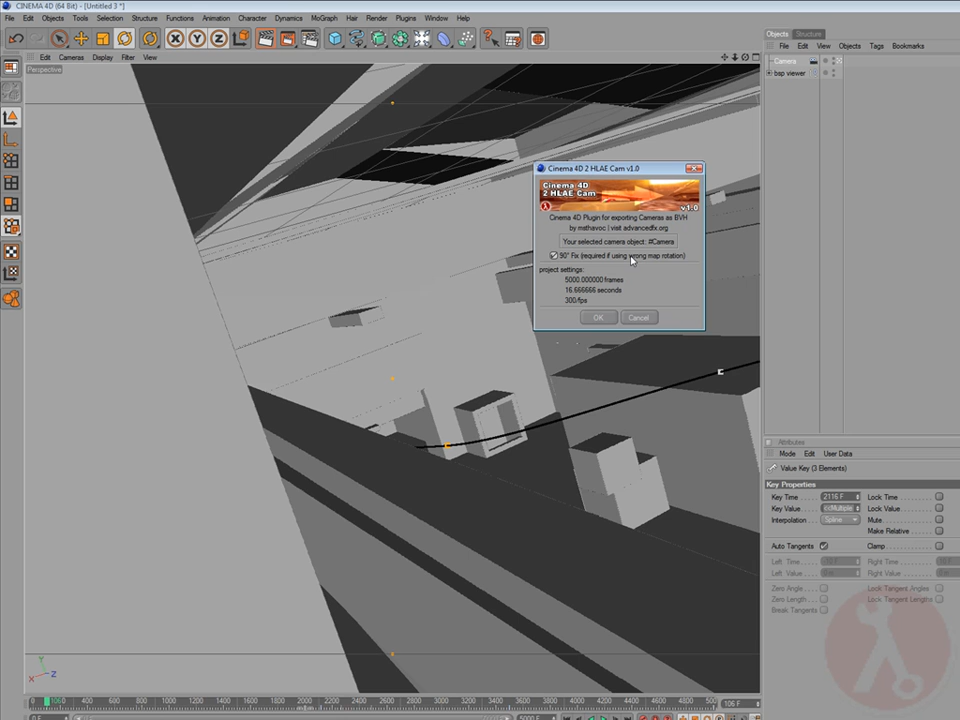 CINEMA 4D (64 Bit) - [Untitled 3 *]
File Edit Objects Tools Selection Structure Functions Animation Character Dynamics MoGraph Hair Render Plugins Window Help
Edit Cameras Display Filter View
Perspective
Objects Structure
File Edit View Objects Tags Bookmarks
Camera
bsp viewer
Cinema 4D 2 HLAE Cam v1.0
Cinema 4D
2 HLAE Cam
v1.0
Cinema 4D Plugin for exporting Cameras as BVH
by msthavoc | visit advancedfx.org
Your selected camera object: #Camera
90° Fix (required if using wrong map rotation)
project settings:
5000.000000 frames
16.666666 seconds
300/fps
OK Cancel
Attributes
Mode Edit User Data
Value Key (3 Elements)
Key Properties
Key Time 2116 F Lock Time
Key Value <<Multiple Lock Value
Interpolation Spline Mute
Make Relative
Auto Tangents Clamp
Left Time Right Time
Left Value Right Value
Zero Angle Lock Tangent Angles
Zero Length Lock Tangent Lengths
Break Tangents
0 106 400 600 800 1000 1200 1400 1600 1800 2000 2200 2400 2600 2800 3000 3200 3400 3600 3800 4000 4200 4400 4600 4800 106 F
0 F 5000 F
Y
X Z